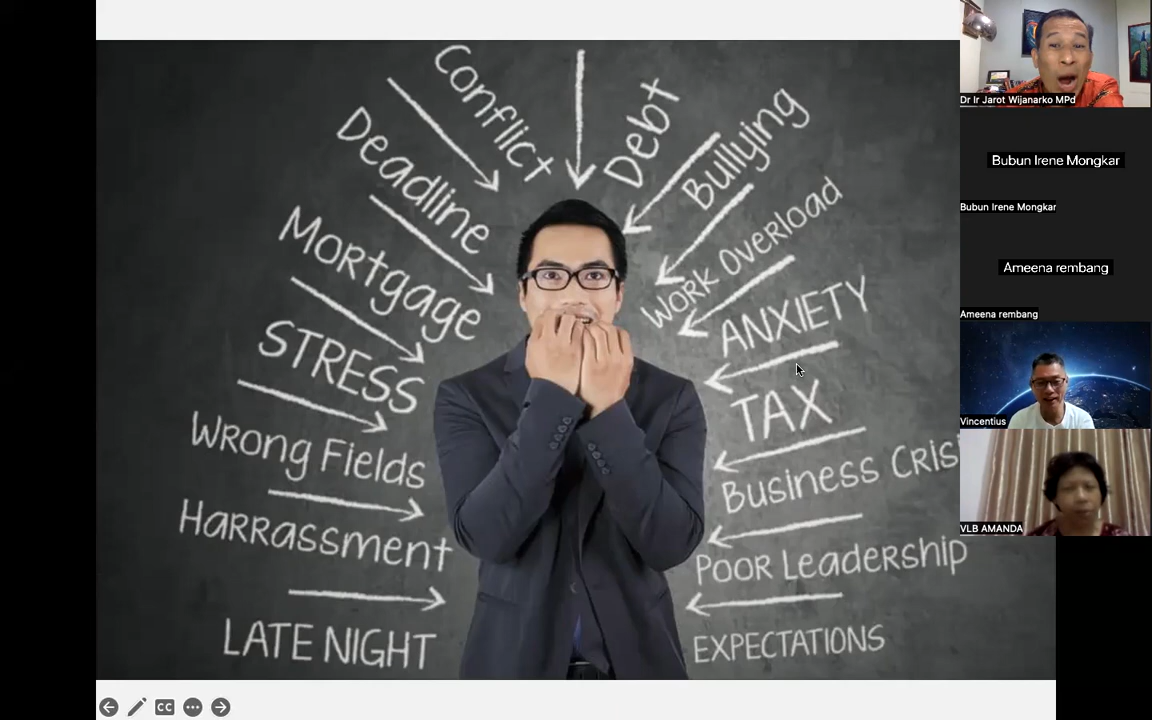 Conflict
Debt
Deadline
Bullying
Mortgage
WORK OVERLOAD
STRESS
ANXIETY
Wrong Fields
TAX
Harrassment
Business Crisi
LATE NIGHT
Poor Leadership
EXPECTATIONS
CC
Dr Ir Jarot Wijanarko MPd
Bubun Irene Mongkar
Bubun Irene Mongkar
Ameena rembang
Ameena rembang
Vincentius
VLB AMANDA